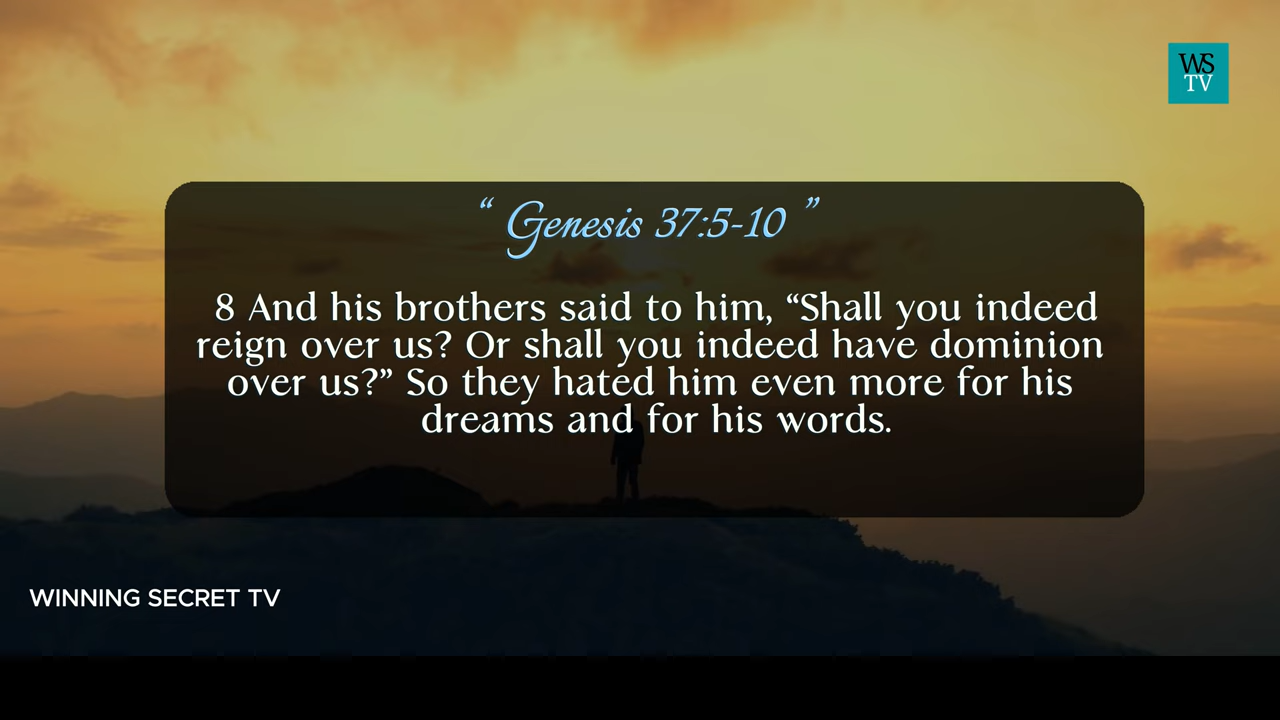 WS
TV
“ Genesis 37:5-10 ”
8 And his brothers said to him, “Shall you indeed
reign over us? Or shall you indeed have dominion
over us?” So they hated him even more for his
dreams and for his words.
WINNING SECRET TV